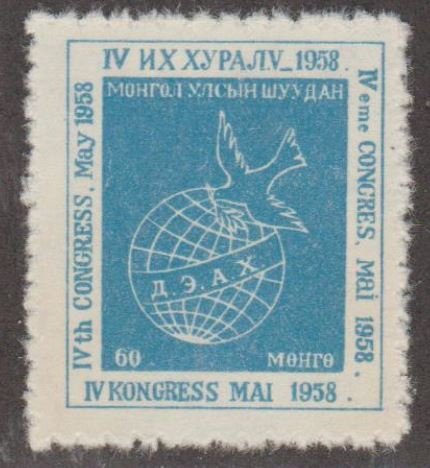 IV ИХ ХУРАЛV_1958.
МОНГОЛ УЛСЫН ШУУДАН
IVth CONGRESS, May 1958
IVeme CONGRES. Mai 1958.
Д.Э.А.Х.
60 МӨНГӨ
IV KONGRESS MAI 1958.